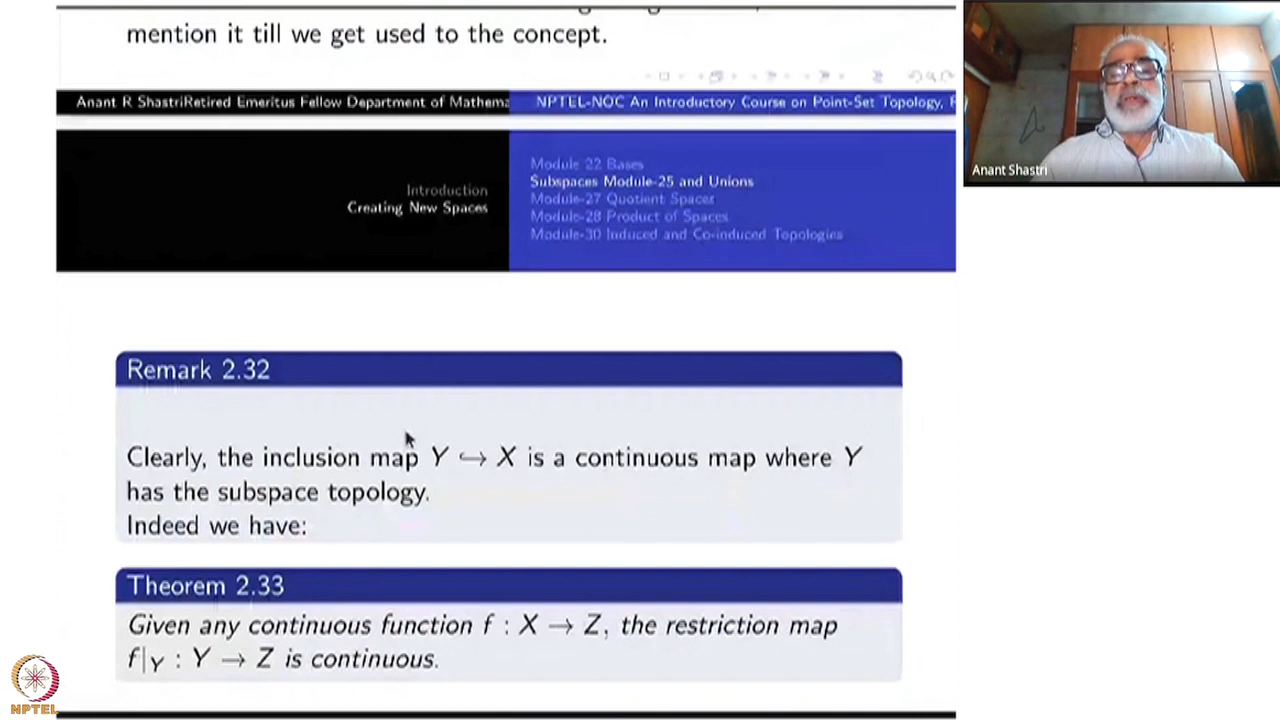 mention it till we get used to the concept.
Anant R ShastriRetired Emeritus Fellow Department of Mathema
NPTEL-NOC An Introductory Course on Point-Set Topology,
Introduction
Creating New Spaces
Module 22 Bases
Subspaces Module-25 and Unions
Module-27 Quotient Spaces
Module-28 Product of Spaces
Module-30 Induced and Co-induced Topologies
Remark 2.32
Clearly, the inclusion map Y ↪ X is a continuous map where Y
has the subspace topology.
Indeed we have:
Theorem 2.33
Given any continuous function f : X → Z, the restriction map
f|Y : Y → Z is continuous.
Anant Shastri
NPTEL